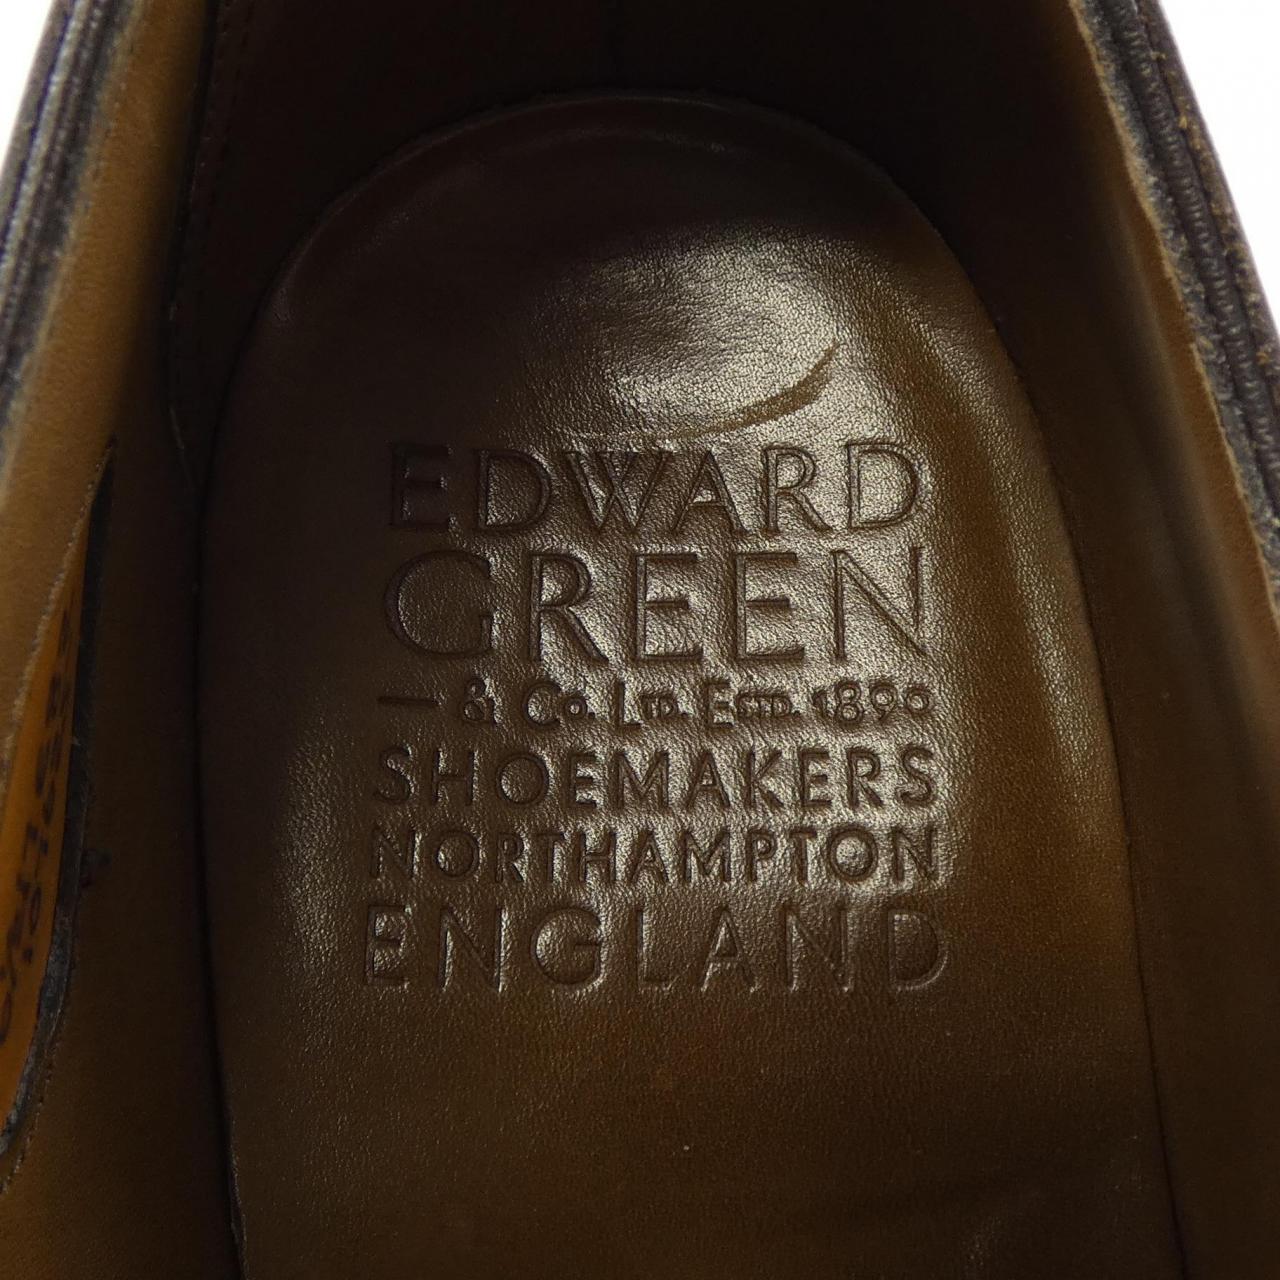 EDWARD
GREEN
— & Co. LTD. ESTD. 1890
SHOEMAKERS
NORTHAMPTON
ENGLAND